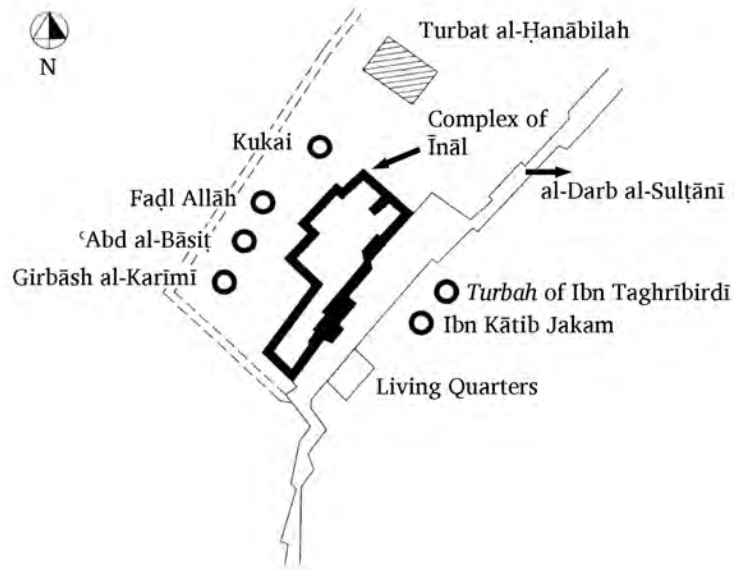 Turbat al-Ḥanābilah
N
Complex of
Īnāl
Kukai
al-Darb al-Sulṭānī
Faḍl Allāh
ʿAbd al-Bāsiṭ
Girbāsh al-Karīmī
Turbah of Ibn Taghrībirdī
Ibn Kātib Jakam
Living Quarters